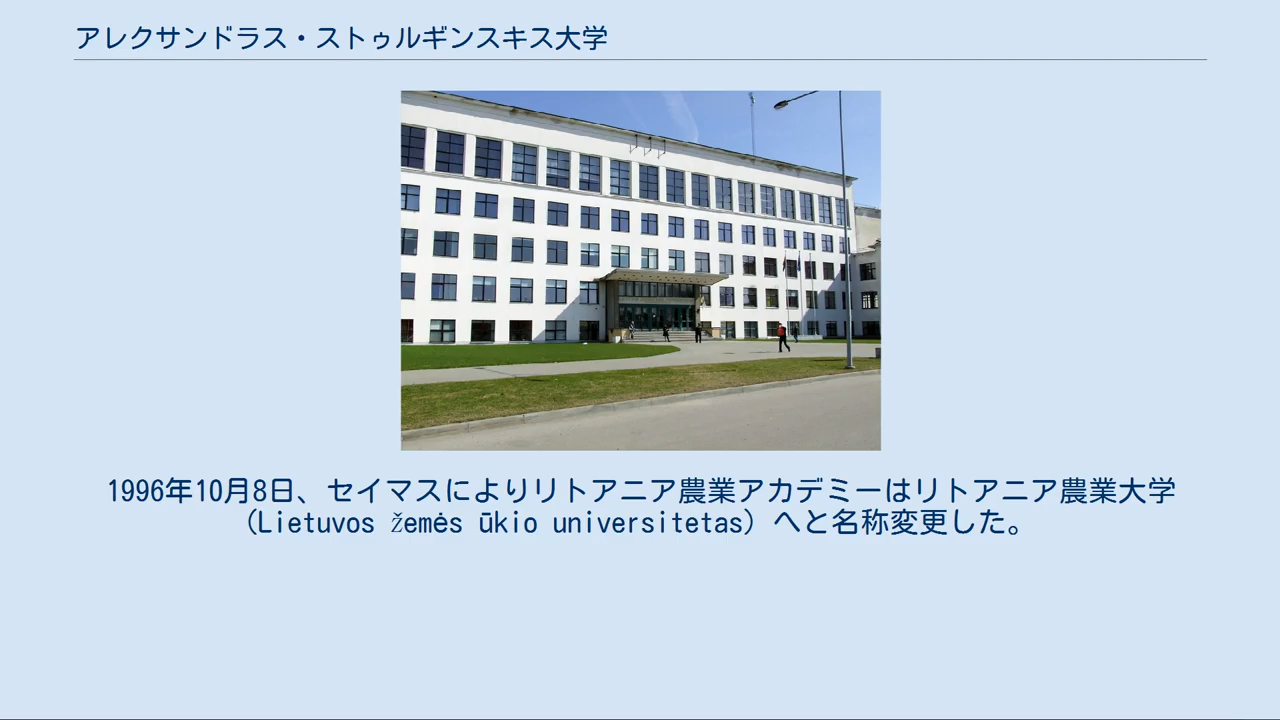 アレクサンドラス・ストゥルギンスキス大学
1996年10月8日、セイマスによりリトアニア農業アカデミーはリトアニア農業大学
（Lietuvos žemės ūkio universitetas）へと名称変更した。